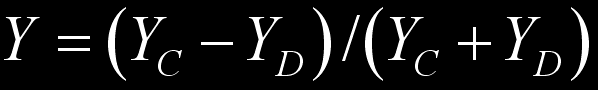 Y = (Y_C − Y_D)/(Y_C + Y_D)